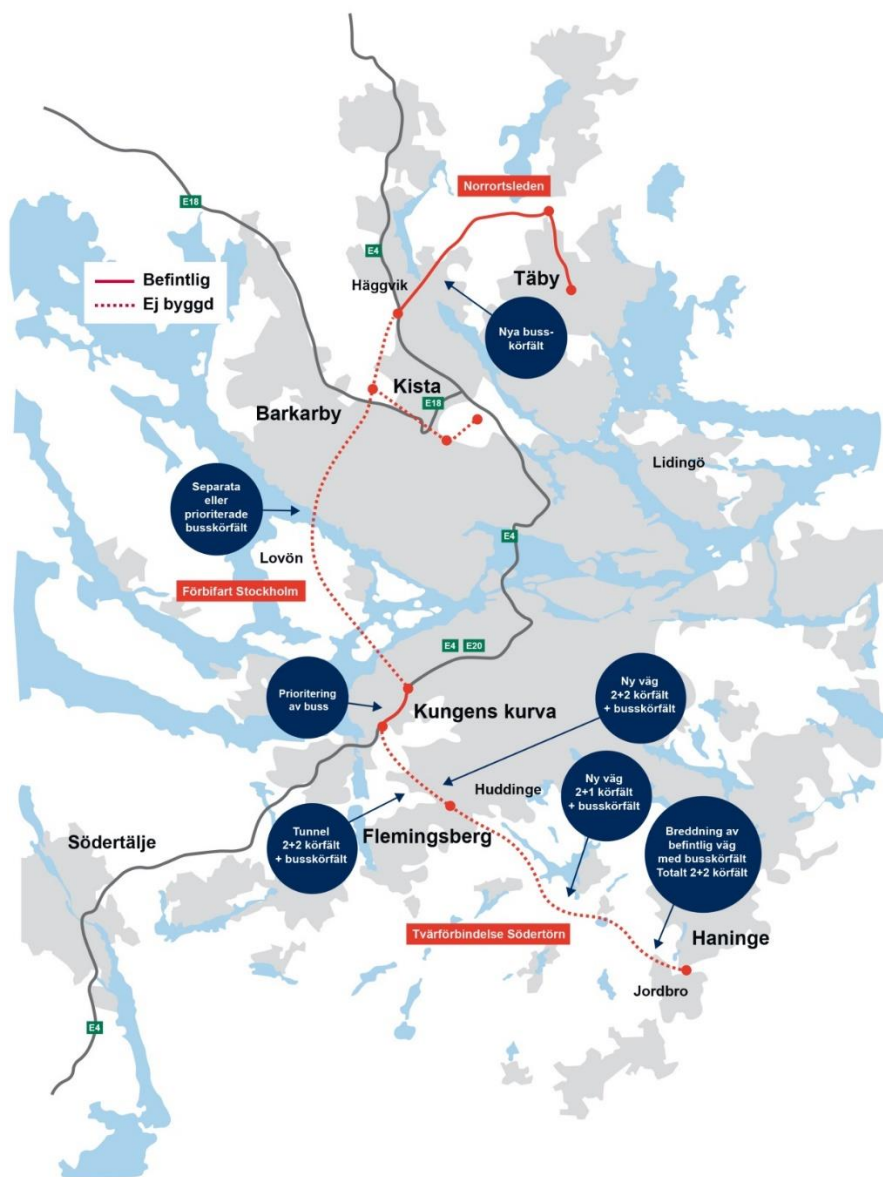 E18
Norrortsleden
E4
Befintlig
Ej byggd
Häggvik
Täby
Nya buss-
körfält
Kista
E18
Barkarby
Lidingö
Separata
eller
prioriterade
busskörfält
E4
Lovön
Förbifart Stockholm
E4
E20
Prioritering
av buss
Kungens kurva
Ny väg
2+2 körfält
+ busskörfält
Huddinge
Ny väg
2+1 körfält
+ busskörfält
Tunnel
2+2 körfält
+ busskörfält
Flemingsberg
Södertälje
Breddning av
befintlig väg
med busskörfält
Totalt 2+2 körfält
Tvärförbindelse Södertörn
Haninge
Jordbro
E4